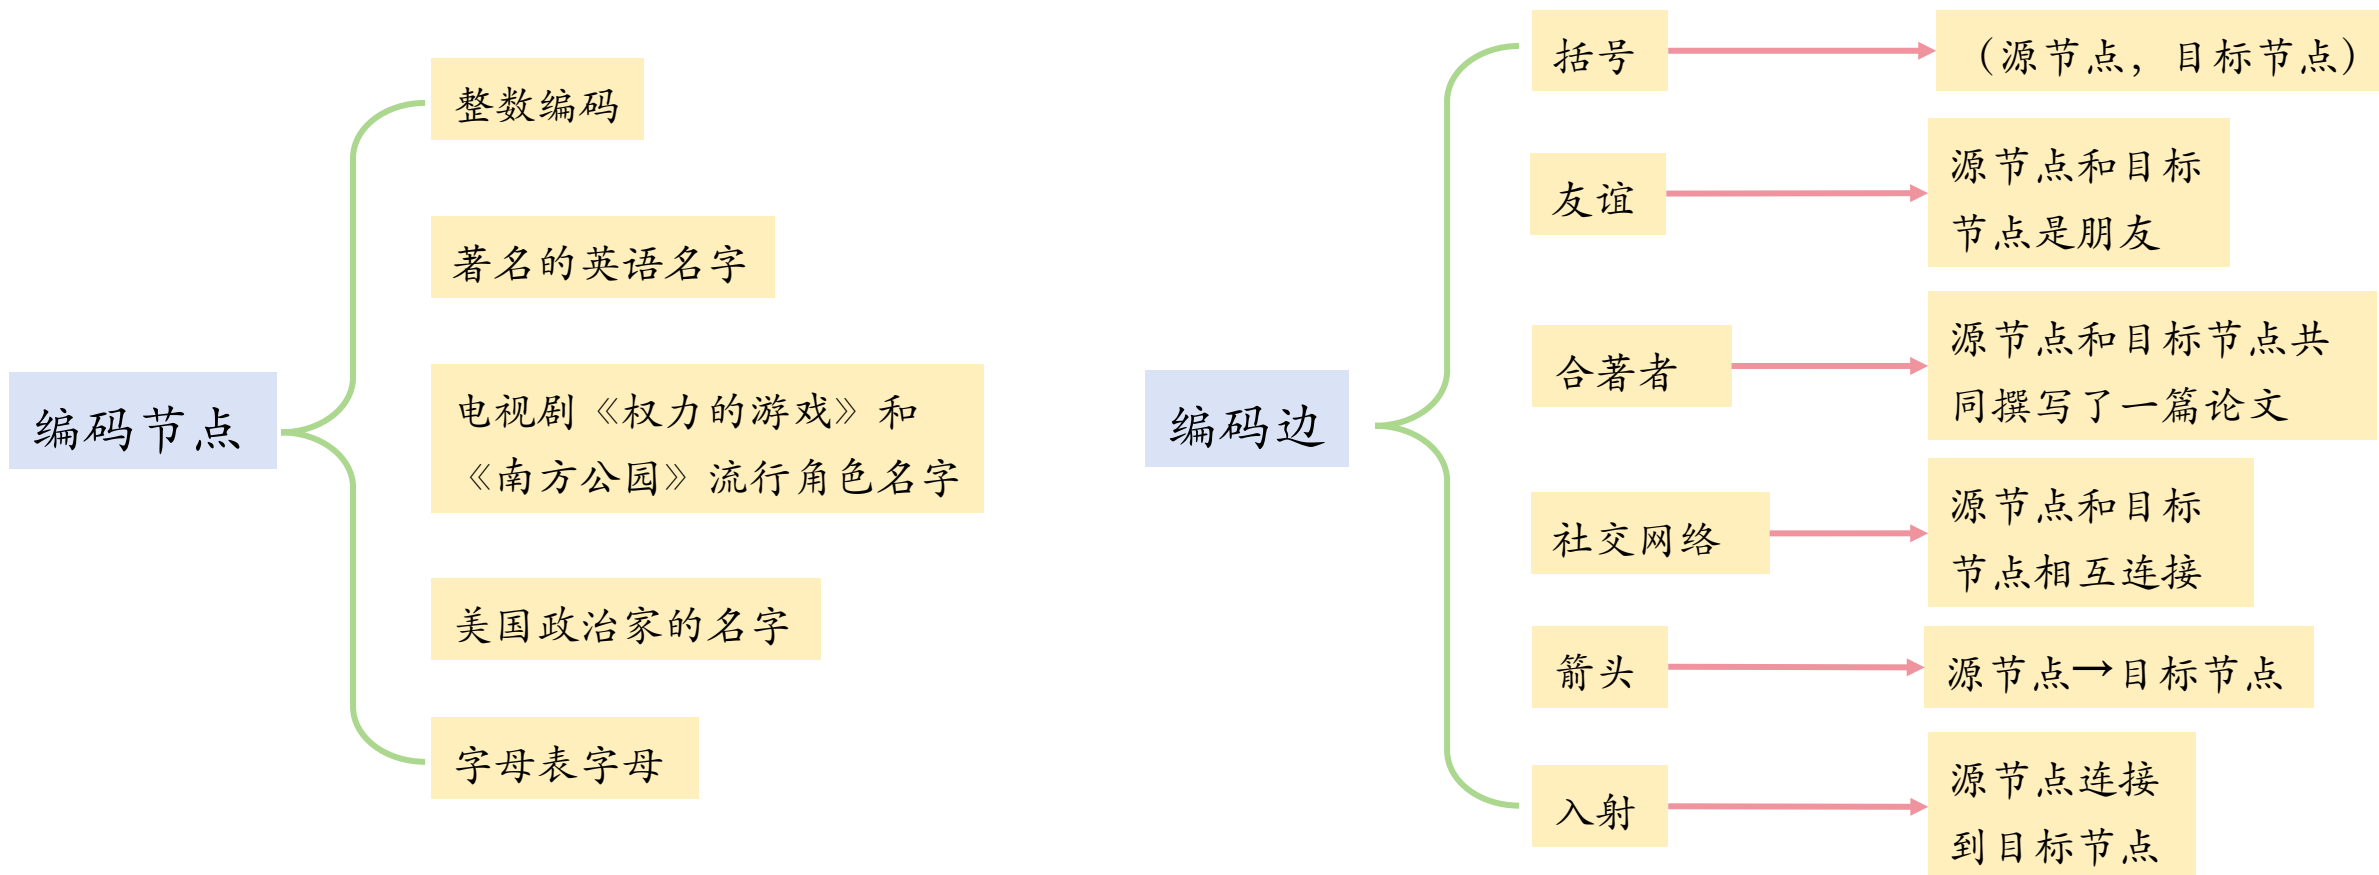 编码节点
整数编码
著名的英语名字
电视剧《权力的游戏》和
《南方公园》流行角色名字
美国政治家的名字
字母表字母
编码边
括号
（源节点，目标节点）
友谊
源节点和目标
节点是朋友
合著者
源节点和目标节点共
同撰写了一篇论文
社交网络
源节点和目标
节点相互连接
箭头
源节点→目标节点
入射
源节点连接
到目标节点